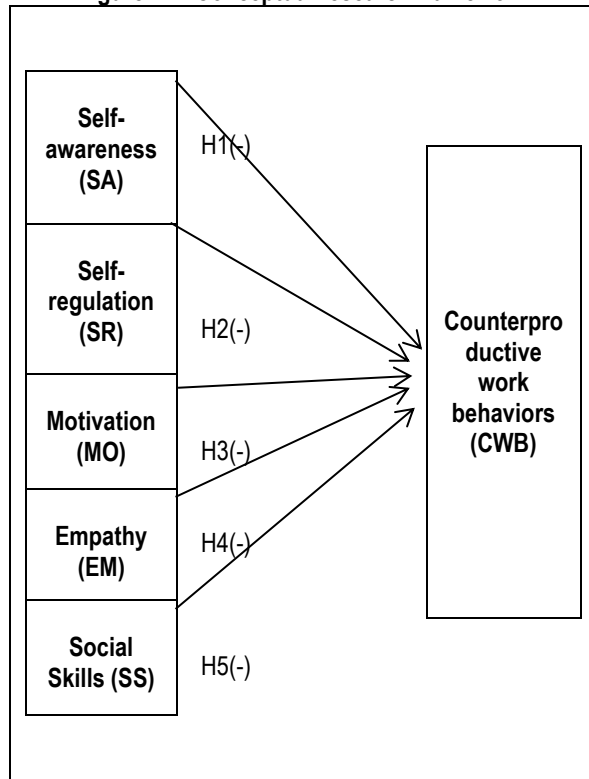 Self-
awareness
(SA)
H1(-)
Self-
regulation
(SR)
H2(-)
Motivation
(MO)
H3(-)
Empathy
(EM)
H4(-)
Social
Skills (SS)
H5(-)
Counterpro
ductive
work
behaviors
(CWB)